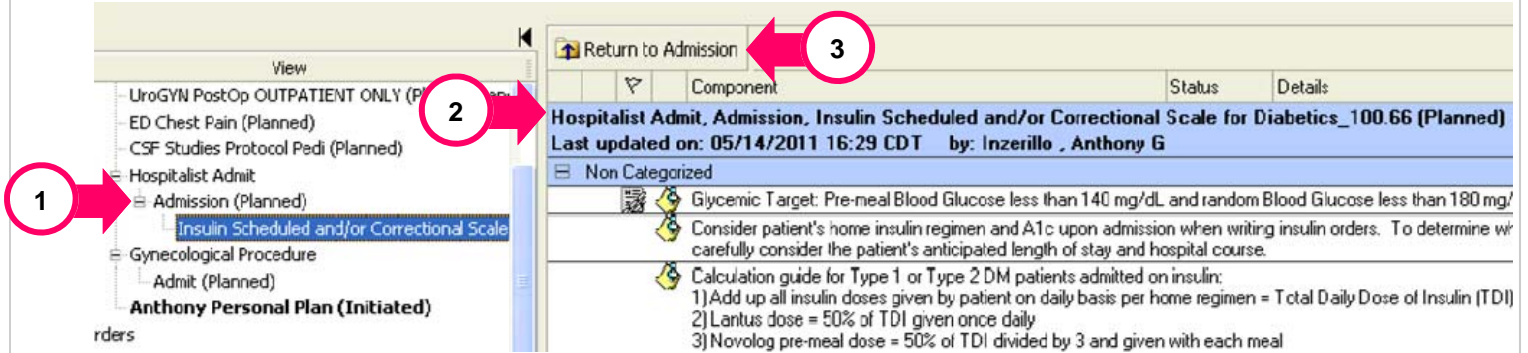 View
UroGYN PostOp OUTPATIENT ONLY (P
ED Chest Pain (Planned)
CSF Studies Protocol Pedi (Planned)
Hospitalist Admit
Admission (Planned)
Insulin Scheduled and/or Correctional Scale
Gynecological Procedure
Admit (Planned)
Anthony Personal Plan (Initiated)
rders
1
2
3
Return to Admission
Component Status Details
Hospitalist Admit, Admission, Insulin Scheduled and/or Correctional Scale for Diabetics_100.66 (Planned)
Last updated on: 05/14/2011 16:29 CDT by: Inzerillo , Anthony G
Non Categorized
Glycemic Target: Pre-meal Blood Glucose less than 140 mg/dL and random Blood Glucose less than 180 mg/
Consider patient's home insulin regimen and A1c upon admission when writing insulin orders. To determine wh
carefully consider the patient's anticipated length of stay and hospital course.
Calculation guide for Type 1 or Type 2 DM patients admitted on insulin:
1)Add up all insulin doses given by patient on daily basis per home regimen = Total Daily Dose of Insulin (TDI)
2)Lantus dose = 50% of TDI given once daily
3)Novolog pre-meal dose = 50% of TDI divided by 3 and given with each meal